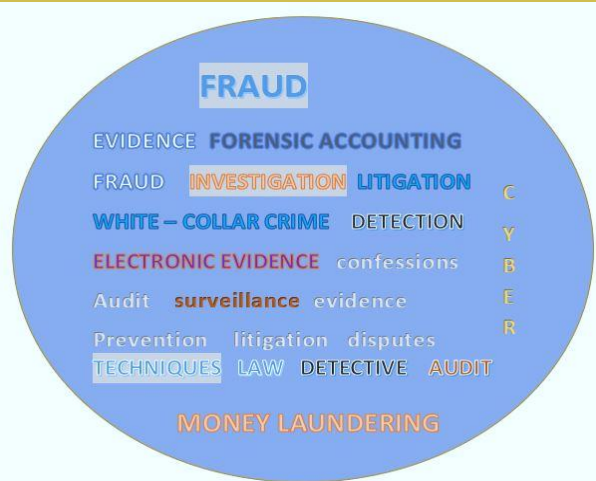 FRAUD
EVIDENCE FORENSIC ACCOUNTING
FRAUD INVESTIGATION LITIGATION
WHITE – COLLAR CRIME DETECTION
ELECTRONIC EVIDENCE confessions
Audit surveillance evidence
Prevention litigation disputes
TECHNIQUES LAW DETECTIVE AUDIT
MONEY LAUNDERING
C
Y
B
E
R